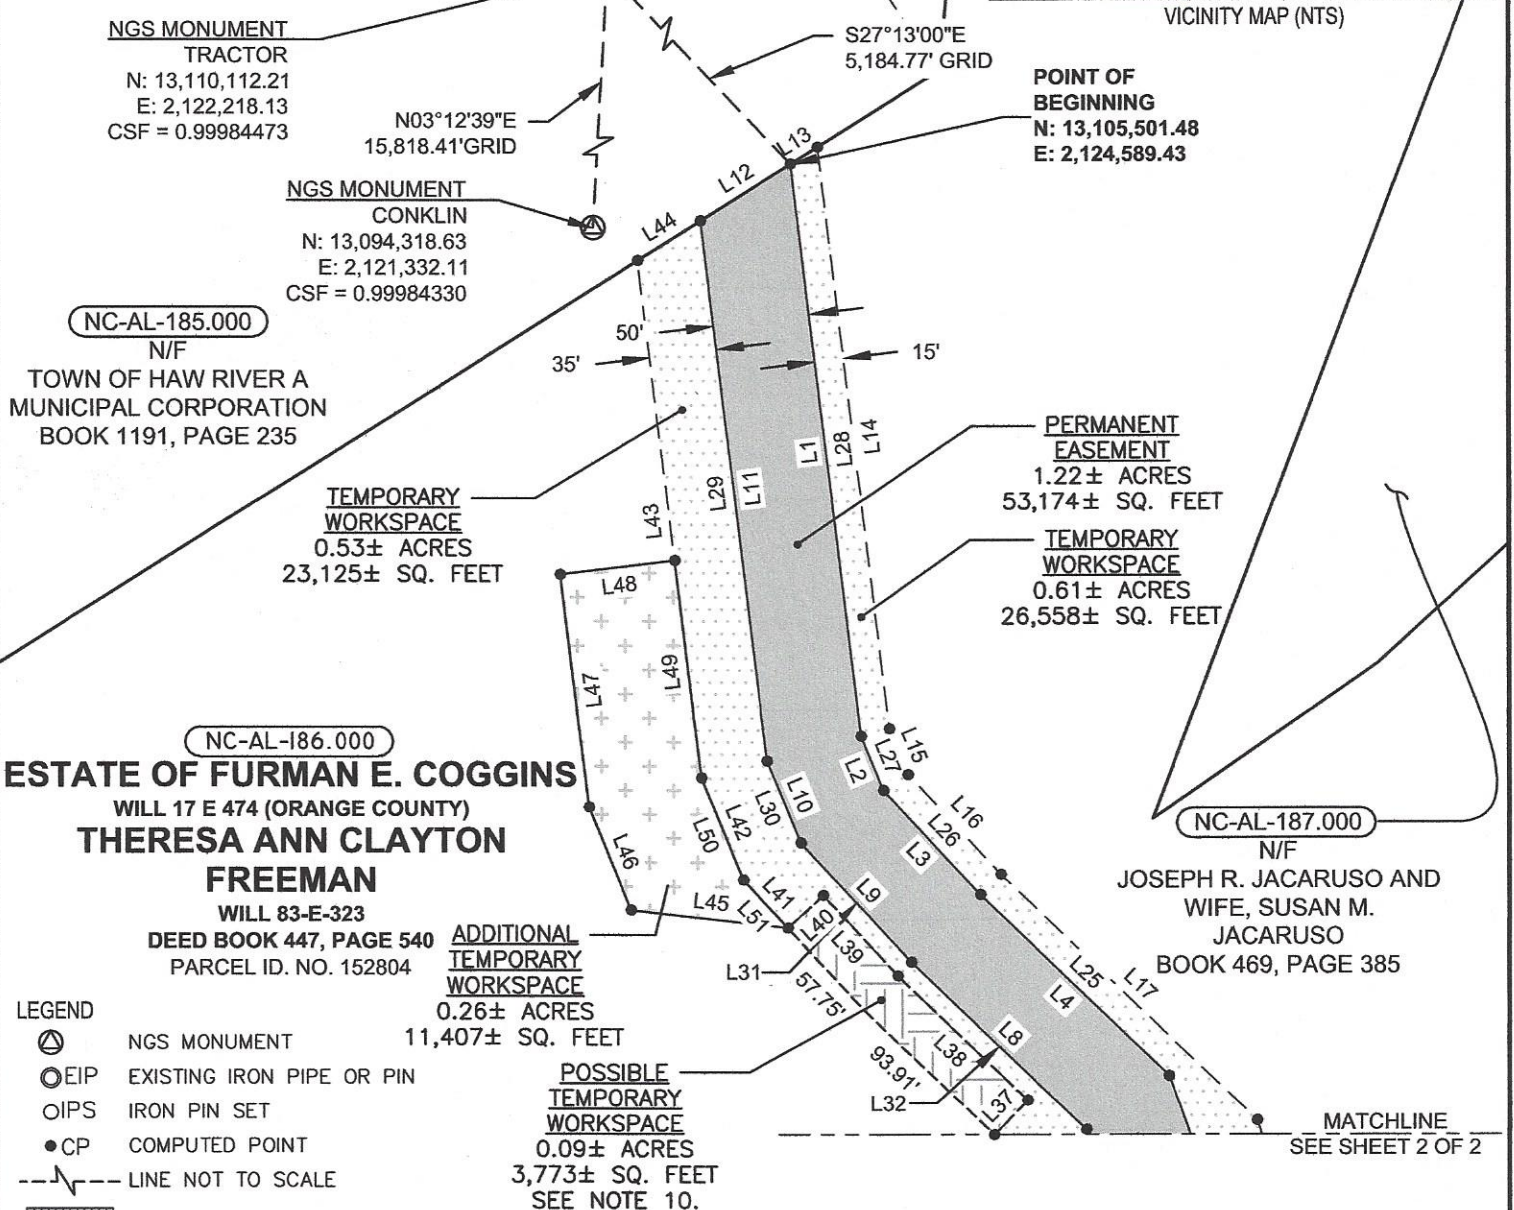 VICINITY MAP (NTS)
NGS MONUMENT
TRACTOR
N: 13,110,112.21
E: 2,122,218.13
CSF = 0.99984473
S27°13'00"E
5,184.77' GRID
N03°12'39"E
15,818.41'GRID
POINT OF
BEGINNING
N: 13,105,501.48
E: 2,124,589.43
NGS MONUMENT
CONKLIN
N: 13,094,318.63
E: 2,121,332.11
CSF = 0.99984330
L13
L12
L44
NC-AL-185.000
N/F
TOWN OF HAW RIVER A
MUNICIPAL CORPORATION
BOOK 1191, PAGE 235
50'
35'
15'
L1
L28
L14
L29
L11
L43
PERMANENT
EASEMENT
1.22± ACRES
53,174± SQ. FEET
TEMPORARY
WORKSPACE
0.53± ACRES
23,125± SQ. FEET
TEMPORARY
WORKSPACE
0.61± ACRES
26,558± SQ. FEET
L48
L47
L49
NC-AL-186.000
ESTATE OF FURMAN E. COGGINS
WILL 17 E 474 (ORANGE COUNTY)
THERESA ANN CLAYTON
FREEMAN
WILL 83-E-323
DEED BOOK 447, PAGE 540
PARCEL ID. NO. 152804
L15
L27
L2
L10
L30
L42
L50
L46
L45
L51
L41
L40
L39
L9
L3
L26
L16
L31
57.75'
L25
L17
L4
L8
L38
93.91'
L32
L37
NC-AL-187.000
N/F
JOSEPH R. JACARUSO AND
WIFE, SUSAN M.
JACARUSO
BOOK 469, PAGE 385
ADDITIONAL
TEMPORARY
WORKSPACE
0.26± ACRES
11,407± SQ. FEET
POSSIBLE
TEMPORARY
WORKSPACE
0.09± ACRES
3,773± SQ. FEET
SEE NOTE 10.
MATCHLINE
SEE SHEET 2 OF 2
LEGEND
NGS MONUMENT
EIP EXISTING IRON PIPE OR PIN
IPS IRON PIN SET
CP COMPUTED POINT
LINE NOT TO SCALE